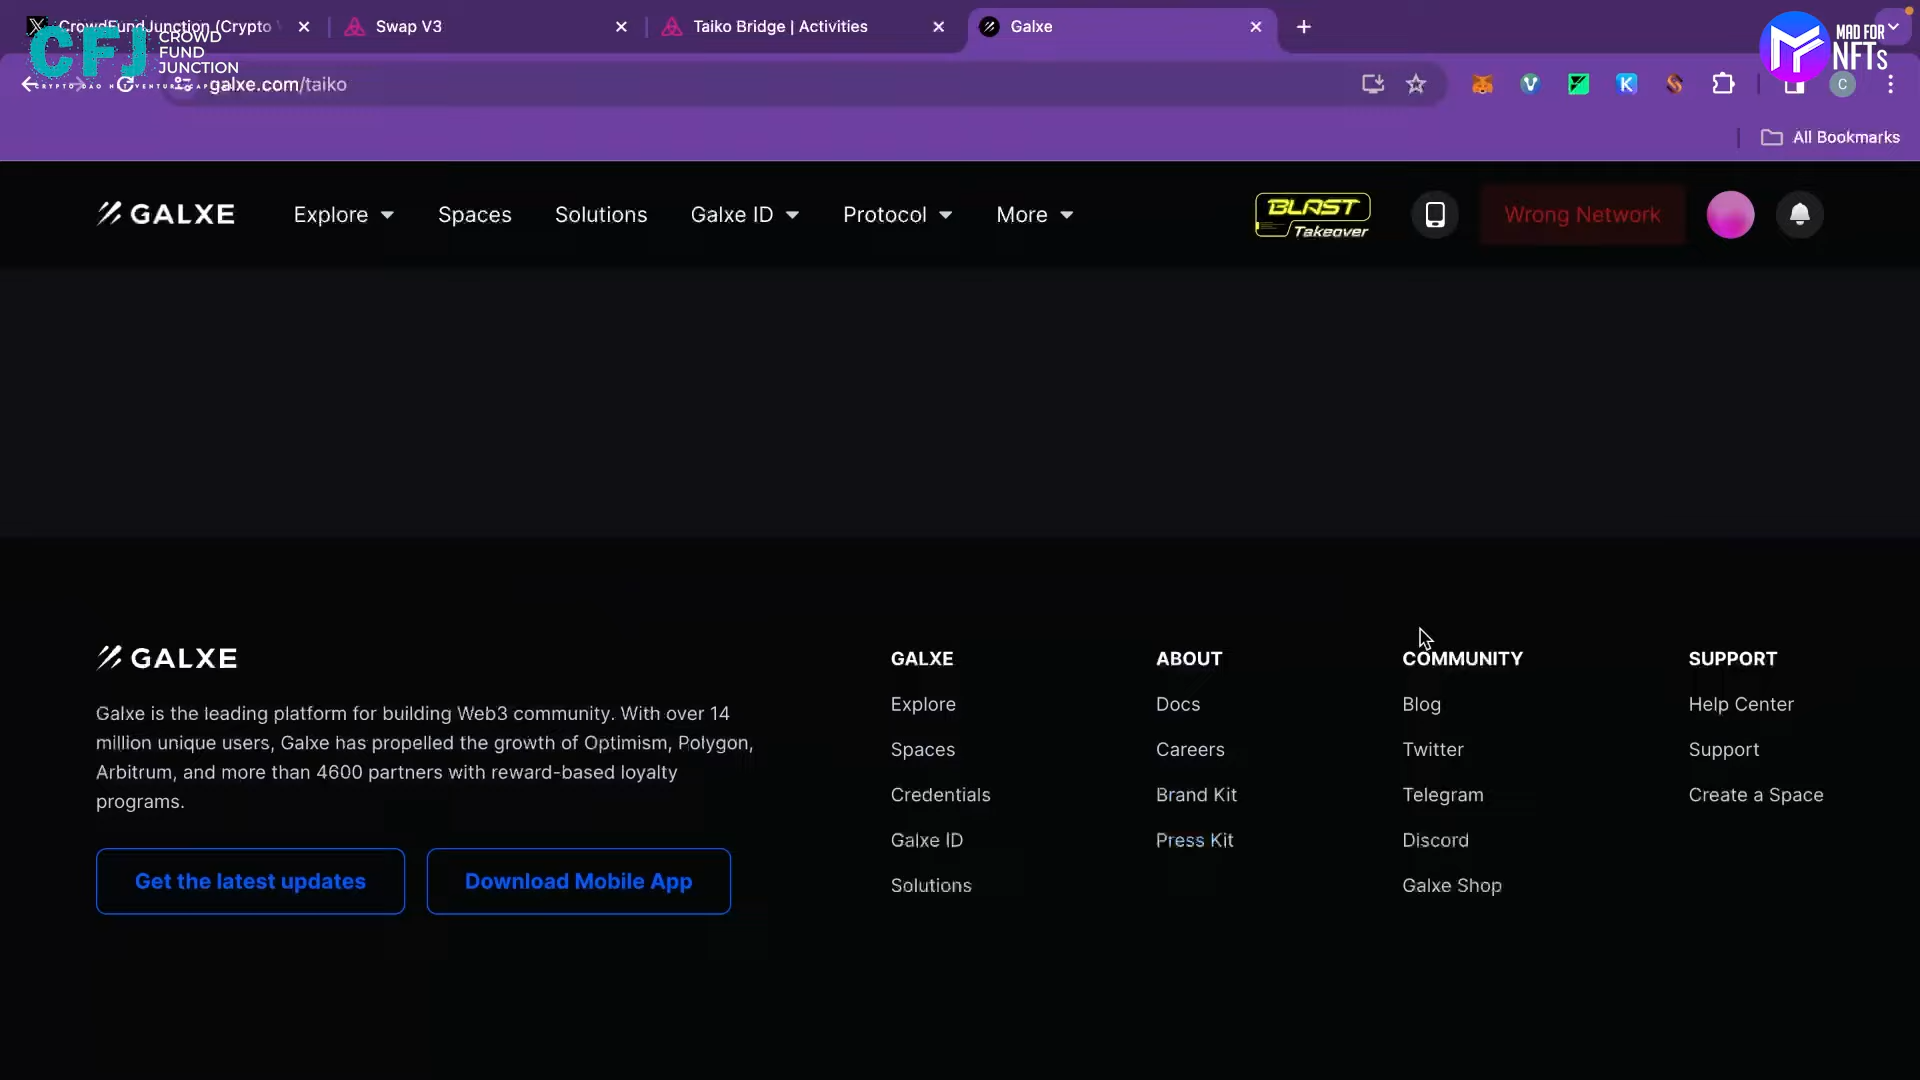 CrowdFundJunction (Crypto
Swap V3
Taiko Bridge | Activities
Galxe
CFJ
CROWD
FUND
JUNCTION
MAD FOR
NFTs
galxe.com/taiko
K
C
All Bookmarks
GALXE
Explore
Spaces
Solutions
Galxe ID
Protocol
More
BLAST
Takeover
Wrong Network
GALXE
Galxe is the leading platform for building Web3 community. With over 14
million unique users, Galxe has propelled the growth of Optimism, Polygon,
Arbitrum, and more than 4600 partners with reward-based loyalty
programs.
Get the latest updates
Download Mobile App
GALXE
Explore
Spaces
Credentials
Galxe ID
Solutions
ABOUT
Docs
Careers
Brand Kit
Press Kit
COMMUNITY
Blog
Twitter
Telegram
Discord
Galxe Shop
SUPPORT
Help Center
Support
Create a Space